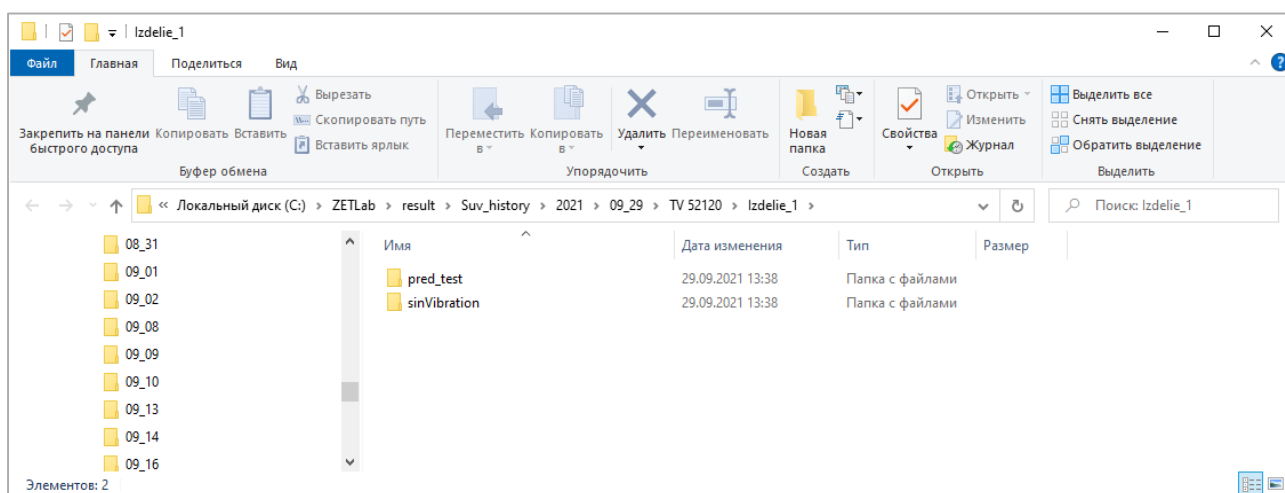 Izdelie_1
Файл Главная Поделиться Вид
Закрепить на панели быстрого доступа
Копировать
Вставить
Вырезать
Скопировать путь
Вставить ярлык
Буфер обмена
Переместить в
Копировать в
Удалить
Переименовать
Упорядочить
Новая папка
Создать
Свойства
Открыть
Изменить
Журнал
Открыть
Выделить все
Снять выделение
Обратить выделение
Выделить
« Локальный диск (C:) › ZETLab › result › Suv_history › 2021 › 09_29 › TV 52120 › Izdelie_1 ›
Поиск: Izdelie_1
08_31
09_01
09_02
09_08
09_09
09_10
09_13
09_14
09_16
Имя Дата изменения Тип Размер
pred_test 29.09.2021 13:38 Папка с файлами
sinVibration 29.09.2021 13:38 Папка с файлами
Элементов: 2